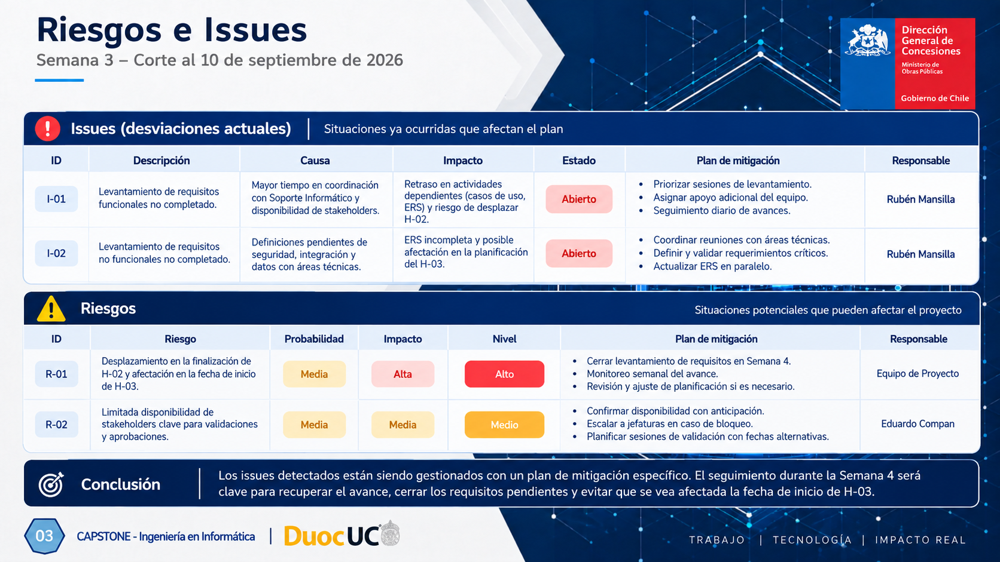 Riesgos e Issues
Semana 3 – Corte al 10 de septiembre de 2026
Dirección
General de
Concesiones
Ministerio de
Obras Públicas
Gobierno de Chile
Issues (desviaciones actuales) | Situaciones ya ocurridas que afectan el plan
ID Descripción Causa Impacto Estado Plan de mitigación Responsable
I-01
Levantamiento de requisitos
funcionales no completado.
Mayor tiempo en coordinación
con Soporte Informático y
disponibilidad de stakeholders.
Retraso en actividades
dependientes (casos de uso,
ERS) y riesgo de desplazar
H-02.
Abierto
• Priorizar sesiones de levantamiento.
• Asignar apoyo adicional del equipo.
• Seguimiento diario de avances.
Rubén Mansilla
I-02
Levantamiento de requisitos
no funcionales no completado.
Definiciones pendientes de
seguridad, integración y
datos con áreas técnicas.
ERS incompleta y posible
afectación en la planificación
del H-03.
Abierto
• Coordinar reuniones con áreas técnicas.
• Definir y validar requerimientos críticos.
• Actualizar ERS en paralelo.
Rubén Mansilla
Riesgos
Situaciones potenciales que pueden afectar el proyecto
ID Riesgo Probabilidad Impacto Nivel Plan de mitigación Responsable
R-01
Desplazamiento en la finalización de
H-02 y afectación en la fecha de inicio
de H-03.
Media
Alta
Alto
• Cerrar levantamiento de requisitos en Semana 4.
• Monitoreo semanal del avance.
• Revisión y ajuste de planificación si es necesario.
Equipo de Proyecto
R-02
Limitada disponibilidad de
stakeholders clave para validaciones
y aprobaciones.
Media
Media
Medio
• Confirmar disponibilidad con anticipación.
• Escalar a jefaturas en caso de bloqueo.
• Planificar sesiones de validación con fechas alternativas.
Eduardo Compan
Conclusión
Los issues detectados están siendo gestionados con un plan de mitigación específico. El seguimiento durante la Semana 4 será
clave para recuperar el avance, cerrar los requisitos pendientes y evitar que se vea afectada la fecha de inicio de H-03.
03
CAPSTONE - Ingeniería en Informática | DuocUC
TRABAJO | TECNOLOGÍA | IMPACTO REAL